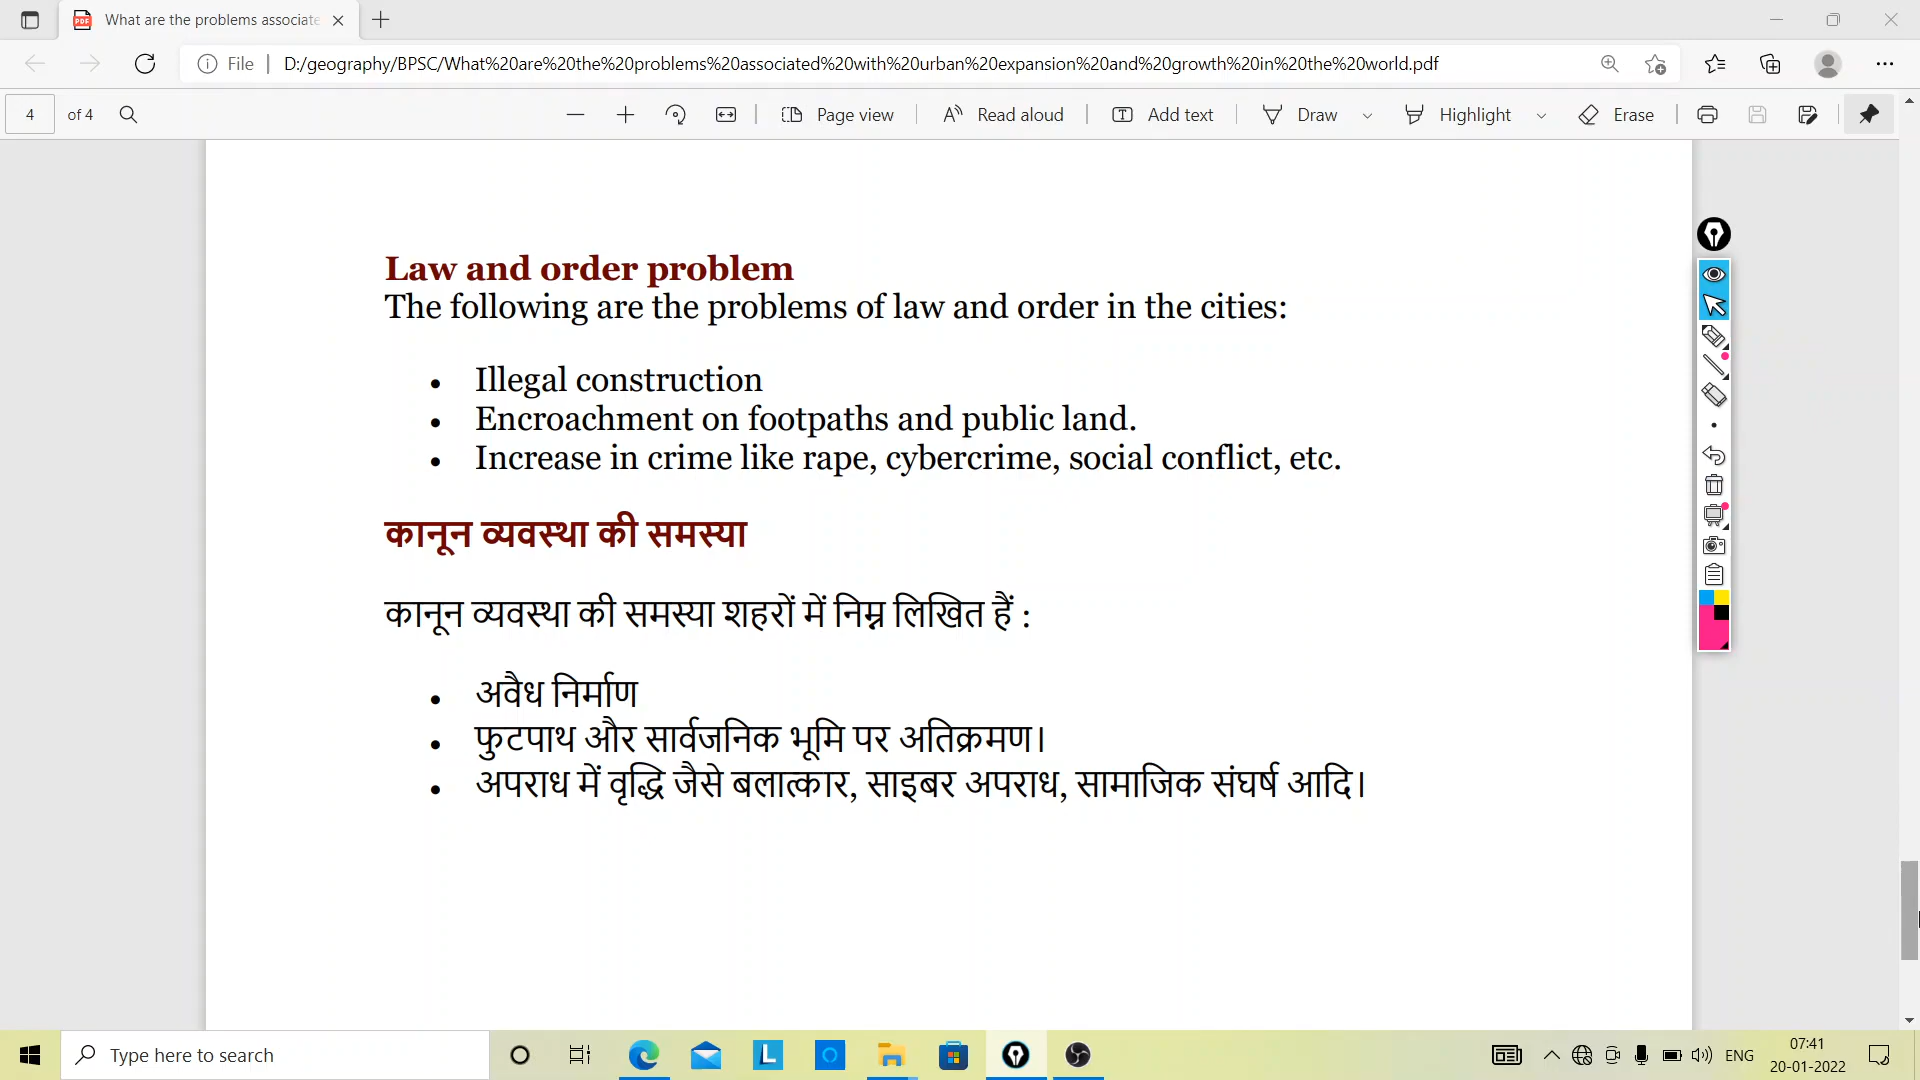 What are the problems associate
File
D:/geography/BPSC/What%20are%20the%20problems%20associated%20with%20urban%20expansion%20and%20growth%20in%20the%20world.pdf
4 of 4
Page view
Read aloud
Add text
Draw
Highlight
Erase
Law and order problem
The following are the problems of law and order in the cities:
• Illegal construction
• Encroachment on footpaths and public land.
• Increase in crime like rape, cybercrime, social conflict, etc.
कानून व्यवस्था की समस्या
कानून व्यवस्था की समस्या शहरों में निम्न लिखित हैं :
• अवैध निर्माण
• फुटपाथ और सार्वजनिक भूमि पर अतिक्रमण।
• अपराध में वृद्धि जैसे बलात्कार, साइबर अपराध, सामाजिक संघर्ष आदि।
Type here to search
L
ENG
07:41
20-01-2022